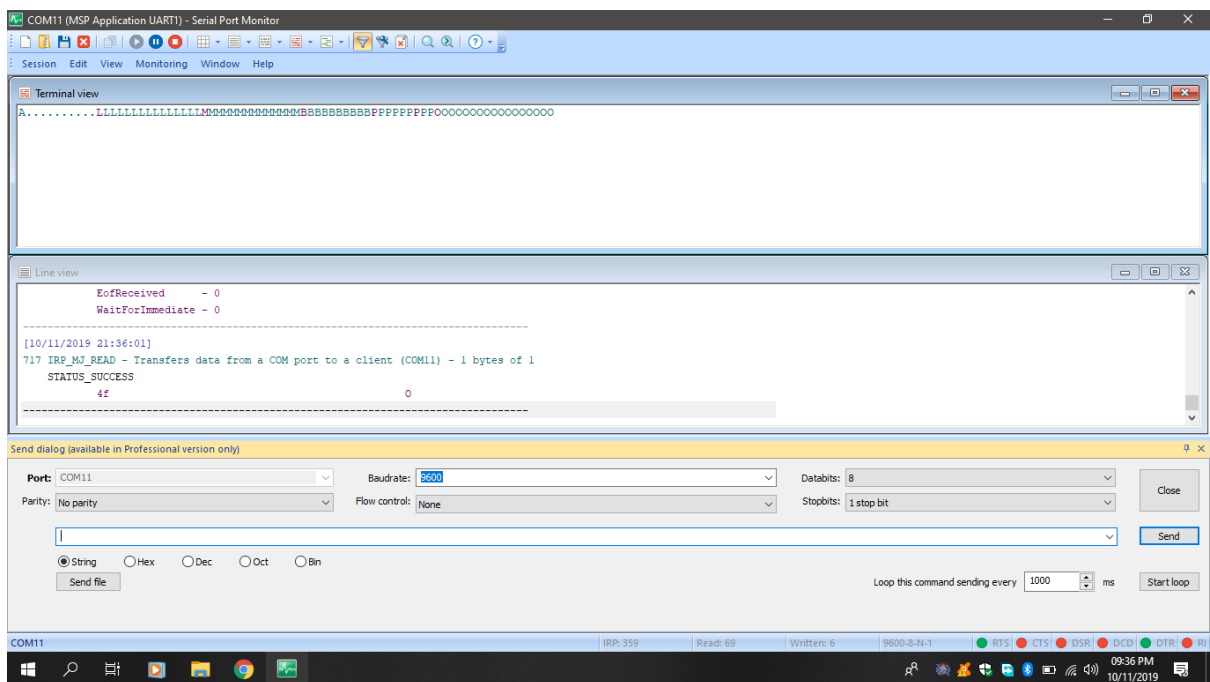 COM11 (MSP Application UART1) - Serial Port Monitor
Session Edit View Monitoring Window Help
Terminal view
A..........LLLLLLLLLLLLLLLMMMMMMMMMMMMMMBBBBBBBBBBPPPPPPPPPOOOOOOOOOOOOOOOOO
Line view
EofReceived - 0
WaitForImmediate - 0
[10/11/2019 21:36:01]
717 IRP_MJ_READ - Transfers data from a COM port to a client (COM11) - 1 bytes of 1
STATUS_SUCCESS
4f O
Send dialog (available in Professional version only)
Port: COM11 Baudrate: 9600 Databits: 8 Close
Parity: No parity Flow control: None Stopbits: 1 stop bit
Send
String Hex Dec Oct Bin
Send file Loop this command sending every 1000 ms Start loop
COM11 IRP: 359 Read: 69 Written: 6 9600-8-N-1 RTS CTS DSR DCD DTR RI
09:36 PM
10/11/2019